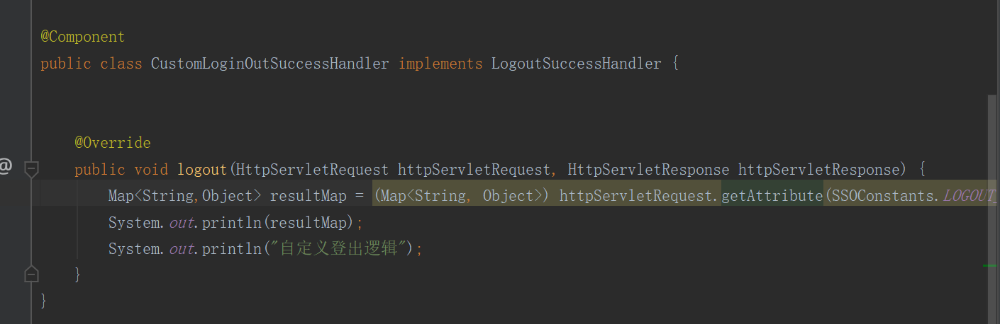 @Component
public class CustomLoginOutSuccessHandler implements LogoutSuccessHandler {
@Override
@
public void logout(HttpServletRequest httpServletRequest, HttpServletResponse httpServletResponse) {
Map<String,Object> resultMap = (Map<String, Object>) httpServletRequest.getAttribute(SSOConstants.LOGOUT_
System.out.println(resultMap);
System.out.println("自定义登出逻辑");
}
}